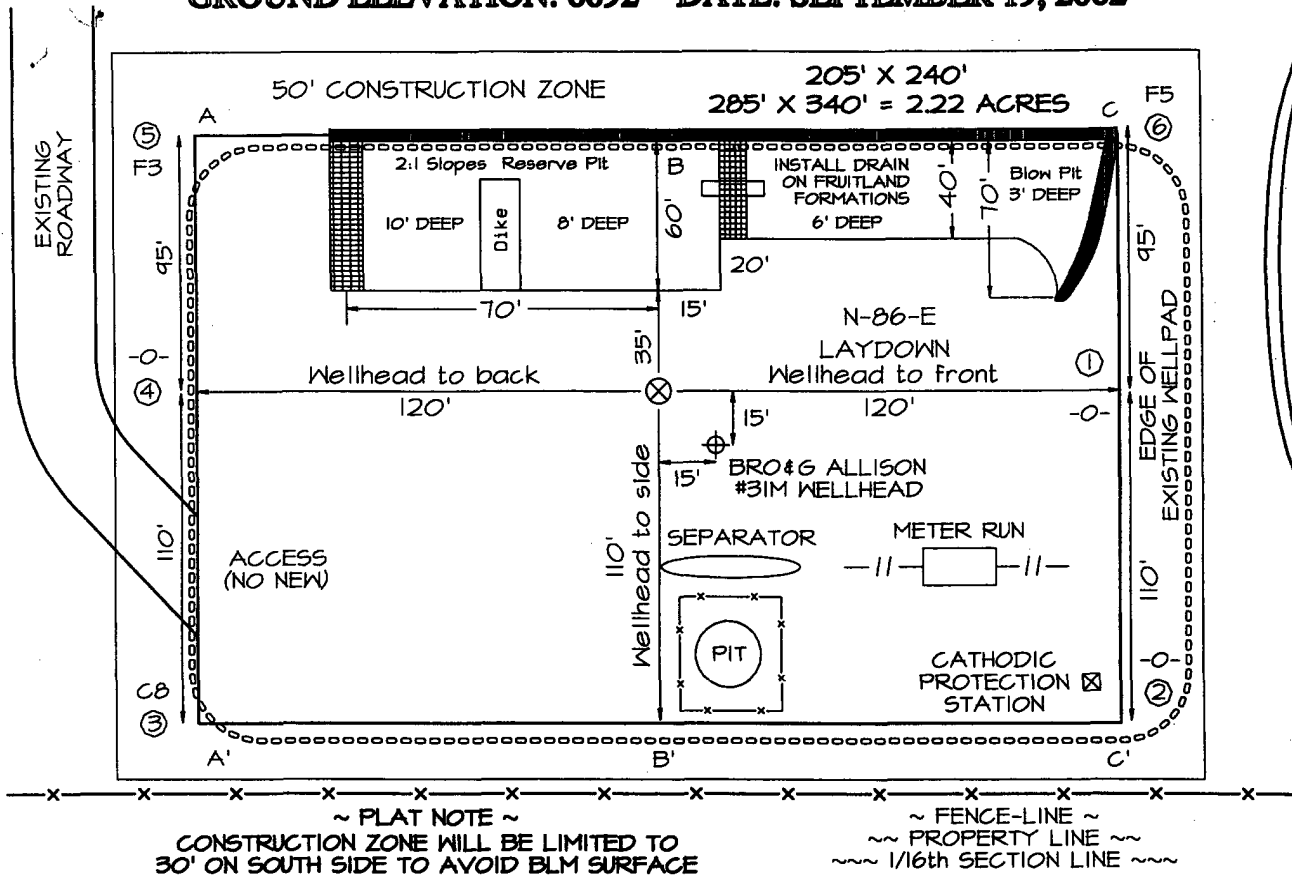 205' X 240'
50' CONSTRUCTION ZONE
285' X 340' = 2.22 ACRES
F5
A
C
5
6
F3
EXISTING
ROADWAY
2:1 Slopes Reserve Pit
B
INSTALL DRAIN
ON FRUITLAND
FORMATIONS
6' DEEP
Blow Pit
3' DEEP
10' DEEP
Dike
8' DEEP
60'
40'
70'
95'
95'
20'
70'
15'
35'
N-86-E
LAYDOWN
1
-0-
4
Wellhead to back
120'
Wellhead to front
120'
-0-
EDGE OF
EXISTING WELLPAD
15'
15'
BRO&G ALLISON
#31M WELLHEAD
Wellhead to side
110'
SEPARATOR
METER RUN
110'
ACCESS
(NO NEW)
110'
PIT
CATHODIC
PROTECTION
STATION
-0-
2
C8
3
A'
B'
C'
~ PLAT NOTE ~
CONSTRUCTION ZONE WILL BE LIMITED TO
30' ON SOUTH SIDE TO AVOID BLM SURFACE
~ FENCE-LINE ~
~~ PROPERTY LINE ~~
~~~ 1/16th SECTION LINE ~~~